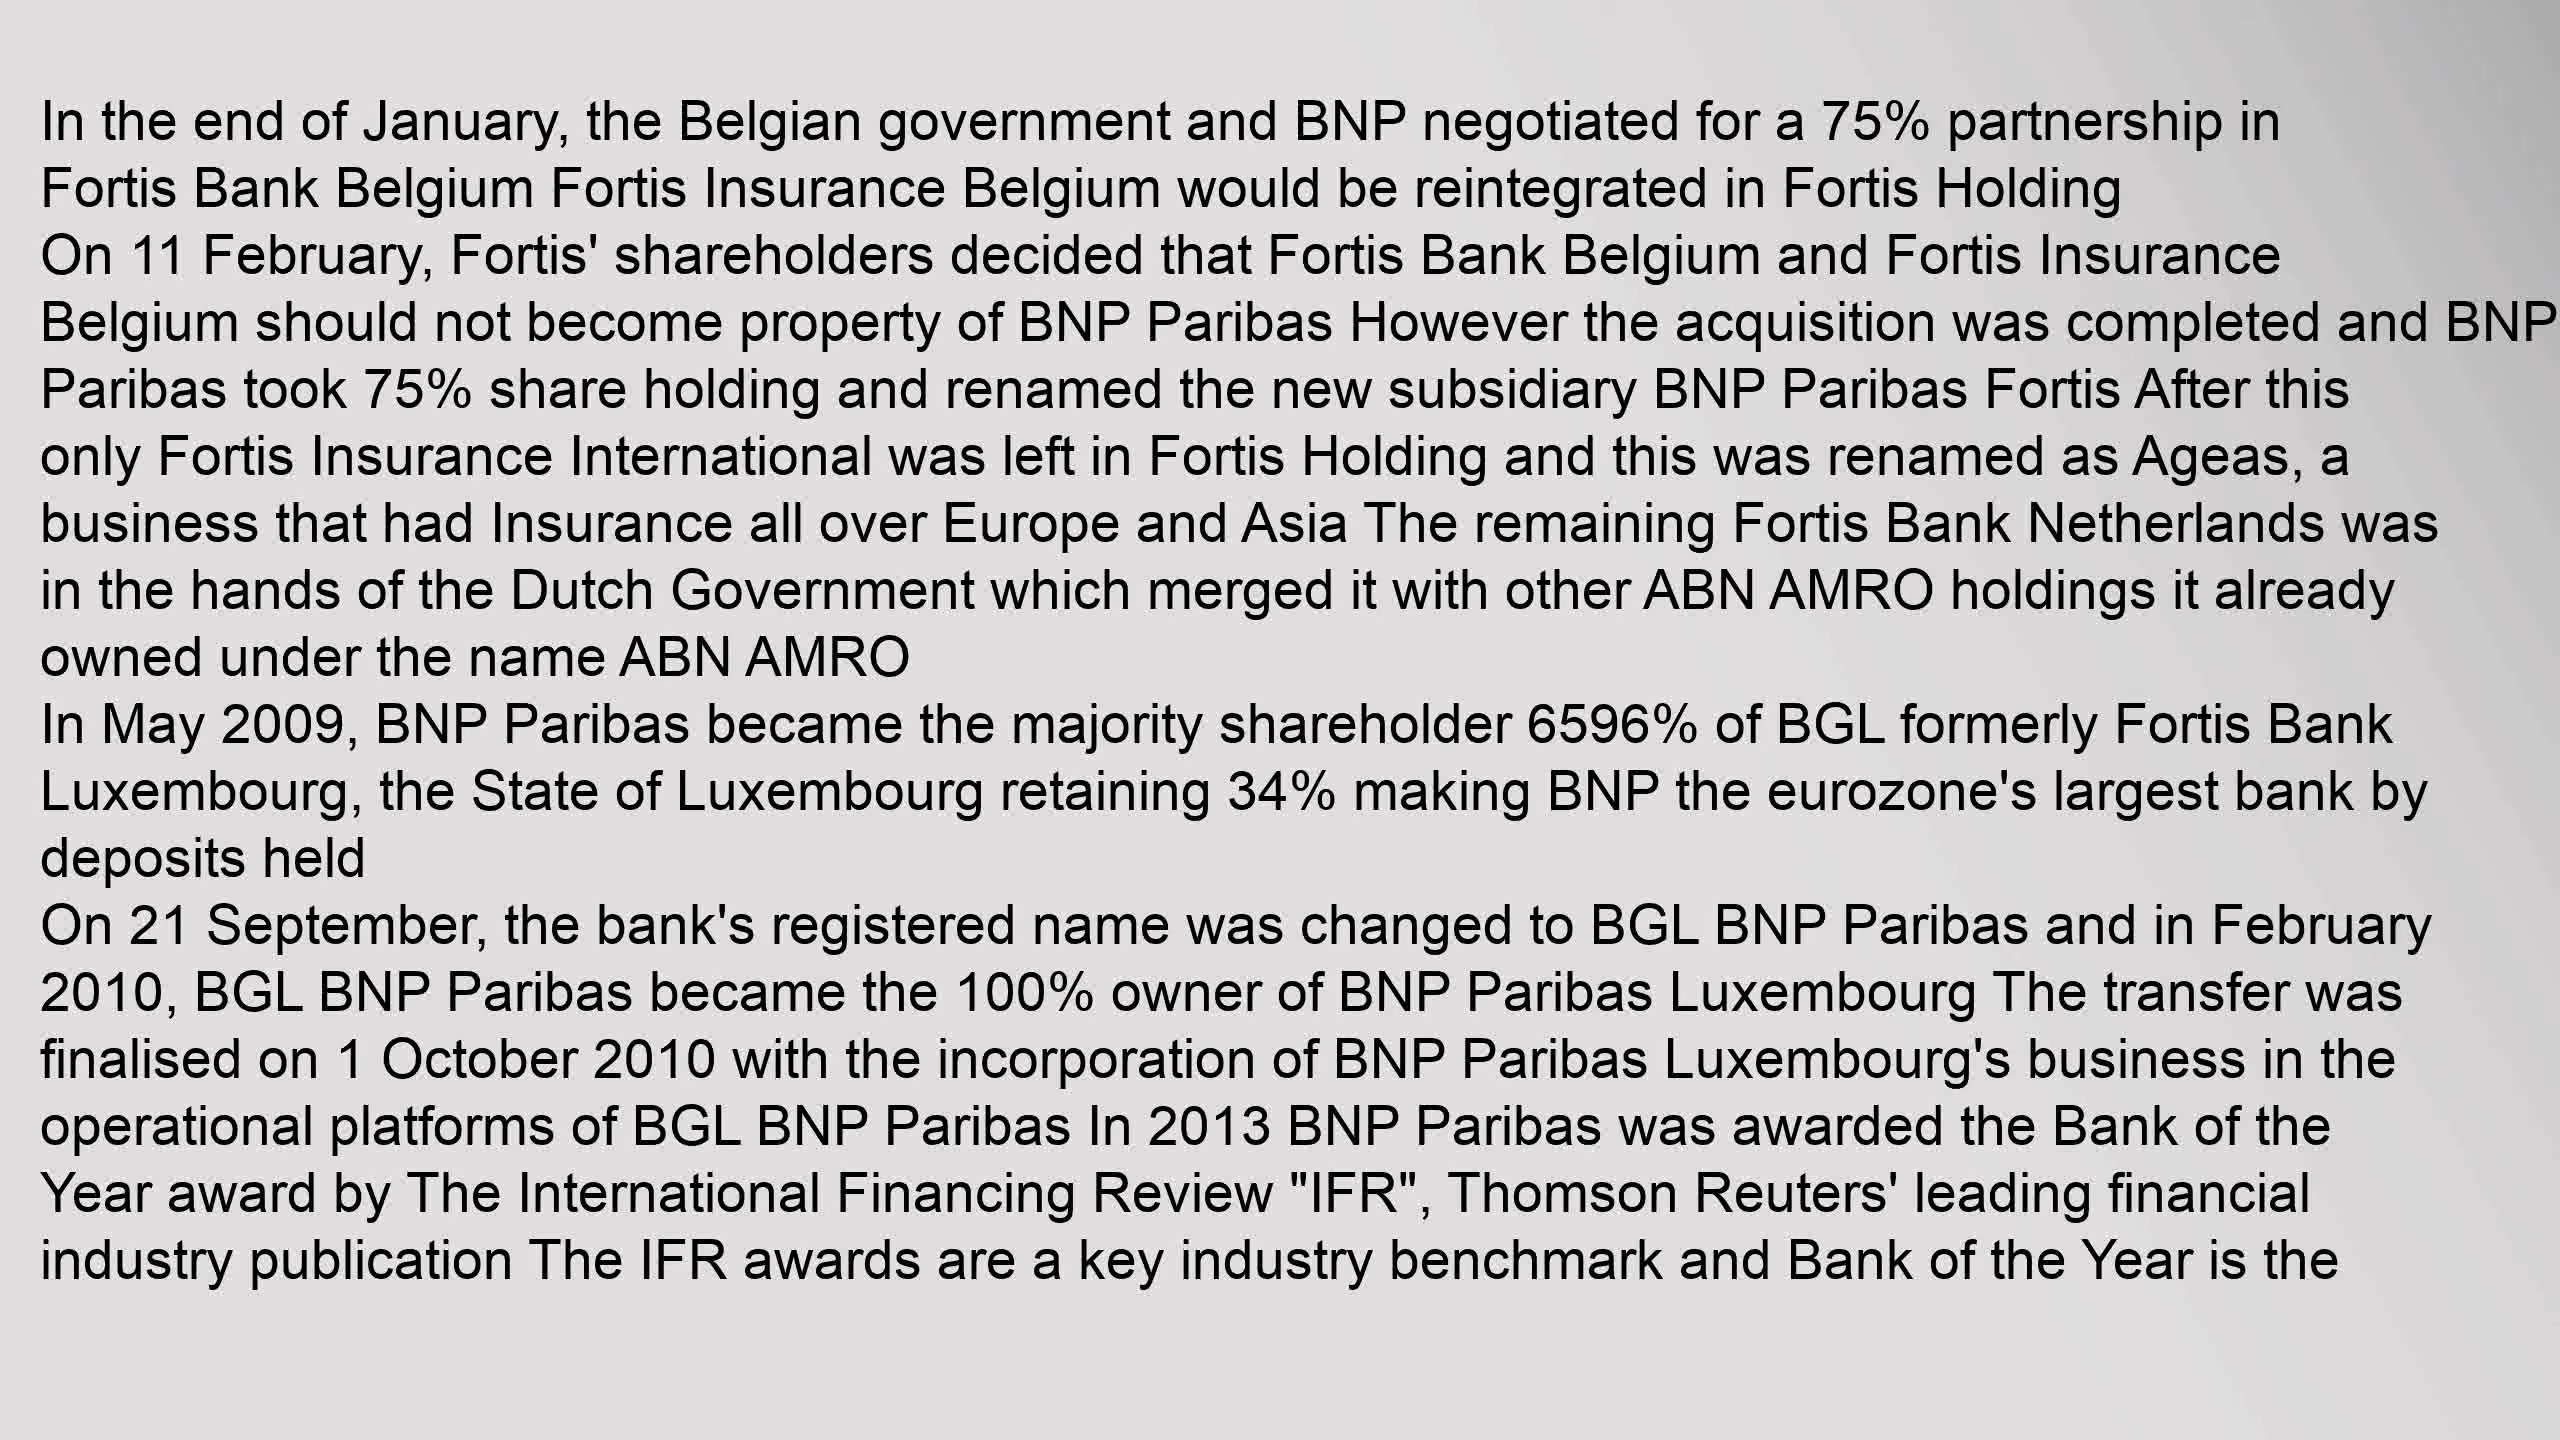 In the end of January, the Belgian government and BNP negotiated for a 75% partnership in
Fortis Bank Belgium Fortis Insurance Belgium would be reintegrated in Fortis Holding
On 11 February, Fortis' shareholders decided that Fortis Bank Belgium and Fortis Insurance
Belgium should not become property of BNP Paribas However the acquisition was completed and BNP
Paribas took 75% share holding and renamed the new subsidiary BNP Paribas Fortis After this
only Fortis Insurance International was left in Fortis Holding and this was renamed as Ageas, a
business that had Insurance all over Europe and Asia The remaining Fortis Bank Netherlands was
in the hands of the Dutch Government which merged it with other ABN AMRO holdings it already
owned under the name ABN AMRO
In May 2009, BNP Paribas became the majority shareholder 6596% of BGL formerly Fortis Bank
Luxembourg, the State of Luxembourg retaining 34% making BNP the eurozone's largest bank by
deposits held
On 21 September, the bank's registered name was changed to BGL BNP Paribas and in February
2010, BGL BNP Paribas became the 100% owner of BNP Paribas Luxembourg The transfer was
finalised on 1 October 2010 with the incorporation of BNP Paribas Luxembourg's business in the
operational platforms of BGL BNP Paribas In 2013 BNP Paribas was awarded the Bank of the
Year award by The International Financing Review "IFR", Thomson Reuters' leading financial
industry publication The IFR awards are a key industry benchmark and Bank of the Year is the